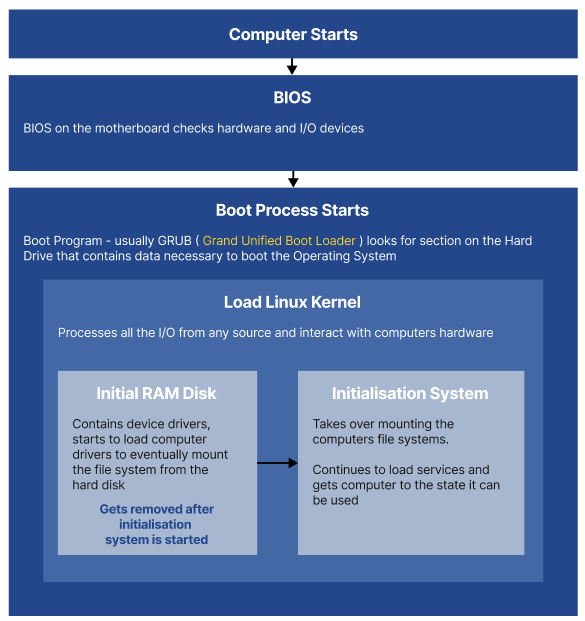 Computer Starts
BIOS
BIOS on the motherboard checks hardware and I/O devices
Boot Process Starts
Boot Program - usually GRUB ( Grand Unified Boot Loader ) looks for section on the Hard
Drive that contains data necessary to boot the Operating System
Load Linux Kernel
Processes all the I/O from any source and interact with computers hardware
Initial RAM Disk
Contains device drivers,
starts to load computer
drivers to eventually mount
the file system from the
hard disk
Gets removed after
initialisation
system is started
Initialisation System
Takes over mounting the
computers file systems.
Continues to load services and
gets computer to the state it can
be used